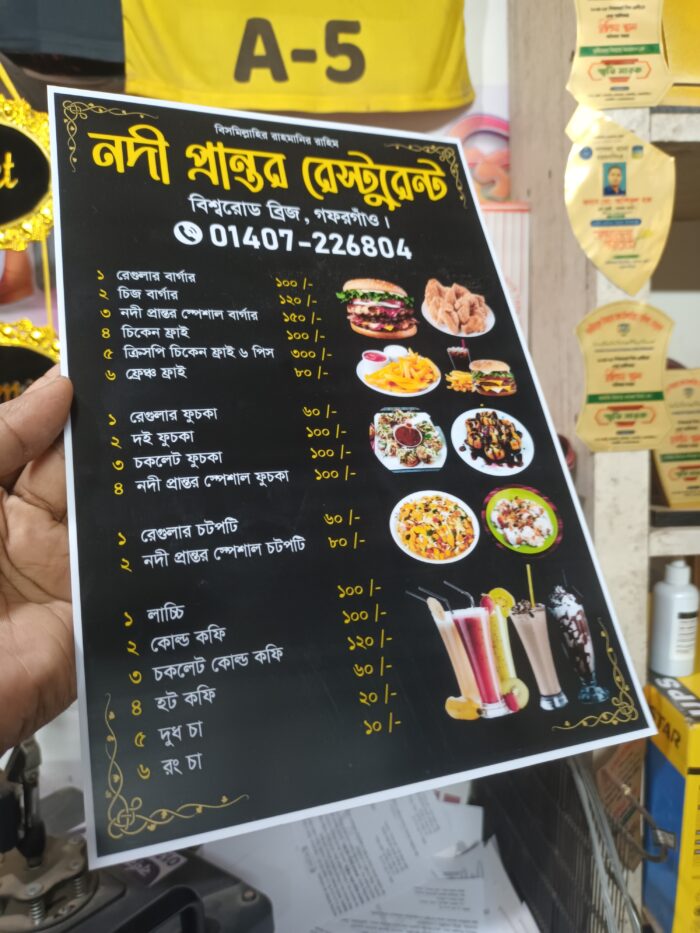 A-5
বিসমিল্লাহির রাহমানির রাহিম
নদী প্রান্তর রেস্টুরেন্ট
বিশ্বরোড ব্রিজ, গফরগাঁও।
01407-226804
১ রেগুলার বার্গার ১০০ /-
২ চিজ বার্গার ১২০ /-
৩ নদী প্রান্তর স্পেশাল বার্গার ১৫০ /-
৪ চিকেন ফ্রাই ১০০ /-
৫ ক্রিসপি চিকেন ফ্রাই ৬ পিস ৩০০ /-
৬ ফ্রেঞ্চ ফ্রাই ৮০ /-
১ রেগুলার ফুচকা ৬০ /-
২ দই ফুচকা ১০০ /-
৩ চকলেট ফুচকা ১০০ /-
৪ নদী প্রান্তর স্পেশাল ফুচকা ১০০ /-
১ রেগুলার চটপটি ৬০ /-
২ নদী প্রান্তর স্পেশাল চটপটি ৮০ /-
১ লাচ্চি ১০০ /-
২ কোল্ড কফি ১০০ /-
৩ চকলেট কোল্ড কফি ১২০ /-
৪ হট কফি ৬০ /-
৫ দুধ চা ২০ /-
৬ রং চা ১০ /-
স্মৃতি স্মারক
UPS
STAR